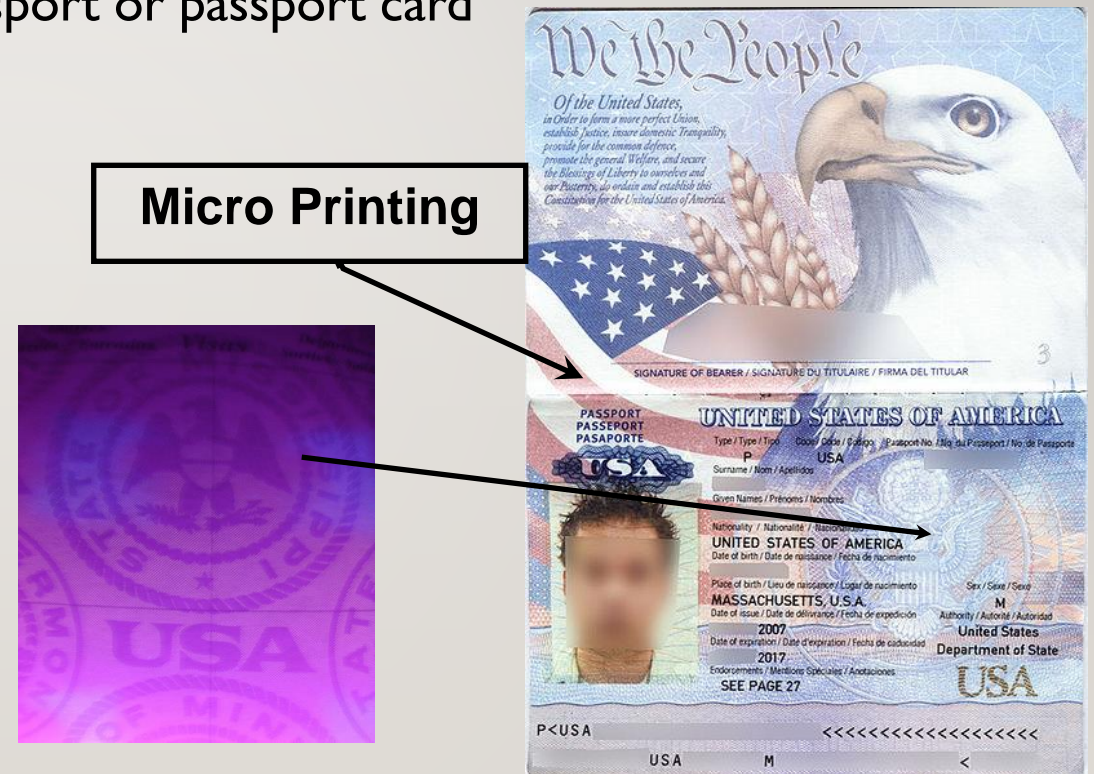 sport or passport card
Micro Printing
We the People
Of the United States,
in Order to form a more perfect Union,
establish Justice, insure domestic Tranquility,
provide for the common defence,
promote the general Welfare, and secure
the Blessings of Liberty to ourselves and
our Posterity, do ordain and establish this
Constitution for the United States of America.
3
SIGNATURE OF BEARER / SIGNATURE DU TITULAIRE / FIRMA DEL TITULAR
PASSPORT
PASSEPORT
PASAPORTE
USA
UNITED STATES OF AMERICA
Type / Type / Tipo Code / Code / Codigo Passport No. / No. du Passeport / No. de Pasaporte
P USA
Surname / Nom / Apellidos
Given Names / Prénoms / Nombres
Nationality / Nationalité / Nacionalidad
UNITED STATES OF AMERICA
Date of birth / Date de naissance / Fecha de nacimiento
Place of birth / Lieu de naissance / Lugar de nacimiento Sex / Sexe / Sexo
MASSACHUSETTS, U.S.A. M
Date of issue / Date de délivrance / Fecha de expedición Authority / Autorité / Autoridad
2007 United States
Date of expiration / Date d'expiration / Fecha de caducidad Department of State
2017
Endorsements / Mentions Spéciales / Anotaciones
SEE PAGE 27
USA
P<USA <<<<<<<<<<<<<<<<<<<
USA M <
USA
OF MIN